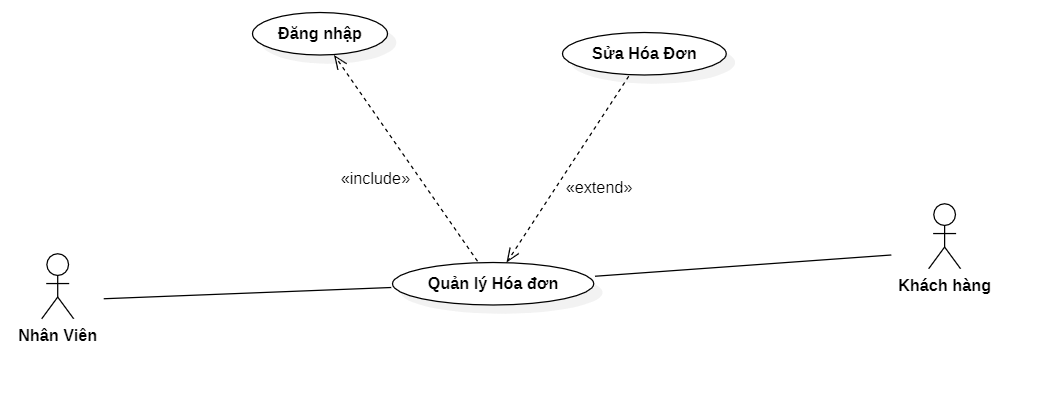 Đăng nhập
Sửa Hóa Đơn
«include»
«extend»
Quản lý Hóa đơn
Khách hàng
Nhân Viên